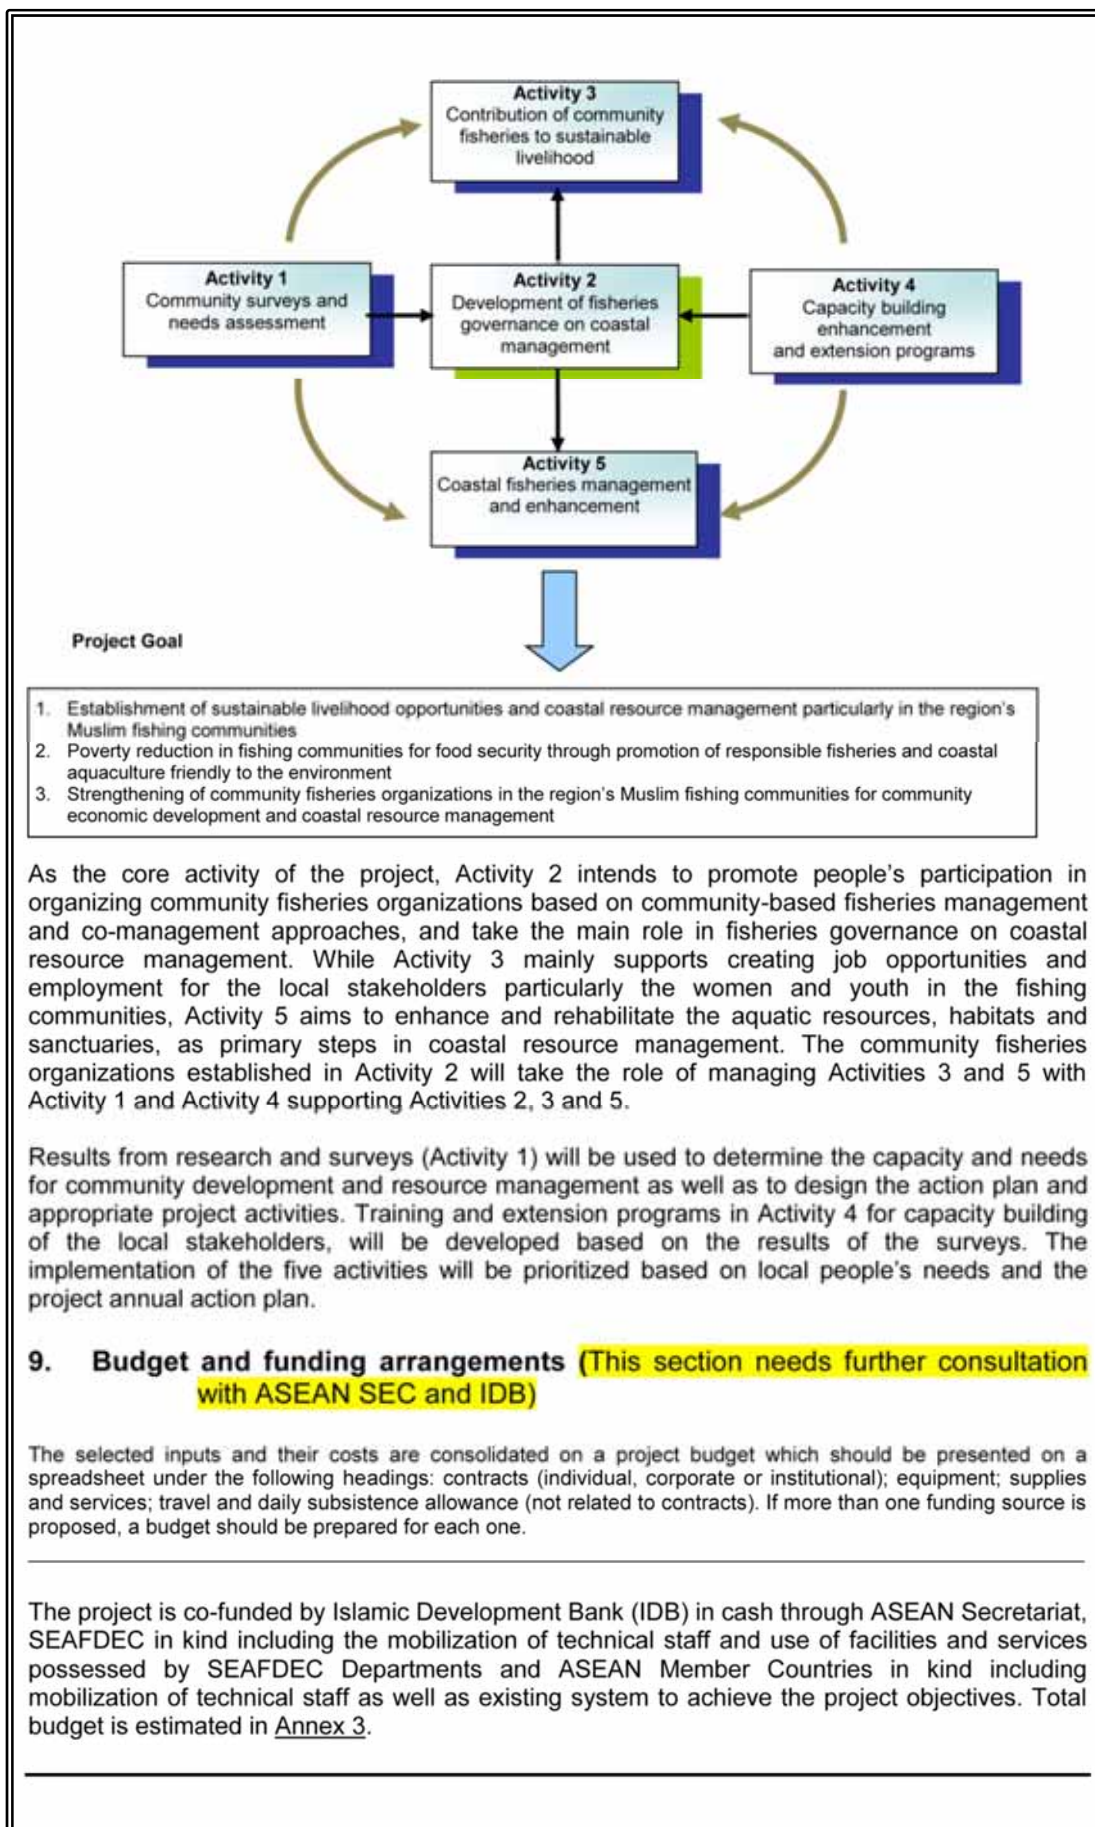 Activity 3
Contribution of community
fisheries to sustainable
livelihood
Activity 1
Community surveys and
needs assessment
Activity 2
Development of fisheries
governance on coastal
management
Activity 4
Capacity building
enhancement
and extension programs
Activity 5
Coastal fisheries management
and enhancement
Project Goal
1. Establishment of sustainable livelihood opportunities and coastal resource management particularly in the region's
Muslim fishing communities
2. Poverty reduction in fishing communities for food security through promotion of responsible fisheries and coastal
aquaculture friendly to the environment
3. Strengthening of community fisheries organizations in the region's Muslim fishing communities for community
economic development and coastal resource management
As the core activity of the project, Activity 2 intends to promote people's participation in
organizing community fisheries organizations based on community-based fisheries management
and co-management approaches, and take the main role in fisheries governance on coastal
resource management. While Activity 3 mainly supports creating job opportunities and
employment for the local stakeholders particularly the women and youth in the fishing
communities, Activity 5 aims to enhance and rehabilitate the aquatic resources, habitats and
sanctuaries, as primary steps in coastal resource management. The community fisheries
organizations established in Activity 2 will take the role of managing Activities 3 and 5 with
Activity 1 and Activity 4 supporting Activities 2, 3 and 5.
Results from research and surveys (Activity 1) will be used to determine the capacity and needs
for community development and resource management as well as to design the action plan and
appropriate project activities. Training and extension programs in Activity 4 for capacity building
of the local stakeholders, will be developed based on the results of the surveys. The
implementation of the five activities will be prioritized based on local people's needs and the
project annual action plan.
9. Budget and funding arrangements (This section needs further consultation
with ASEAN SEC and IDB)
The selected inputs and their costs are consolidated on a project budget which should be presented on a
spreadsheet under the following headings: contracts (individual, corporate or institutional); equipment; supplies
and services; travel and daily subsistence allowance (not related to contracts). If more than one funding source is
proposed, a budget should be prepared for each one.
The project is co-funded by Islamic Development Bank (IDB) in cash through ASEAN Secretariat,
SEAFDEC in kind including the mobilization of technical staff and use of facilities and services
possessed by SEAFDEC Departments and ASEAN Member Countries in kind including
mobilization of technical staff as well as existing system to achieve the project objectives. Total
budget is estimated in Annex 3.